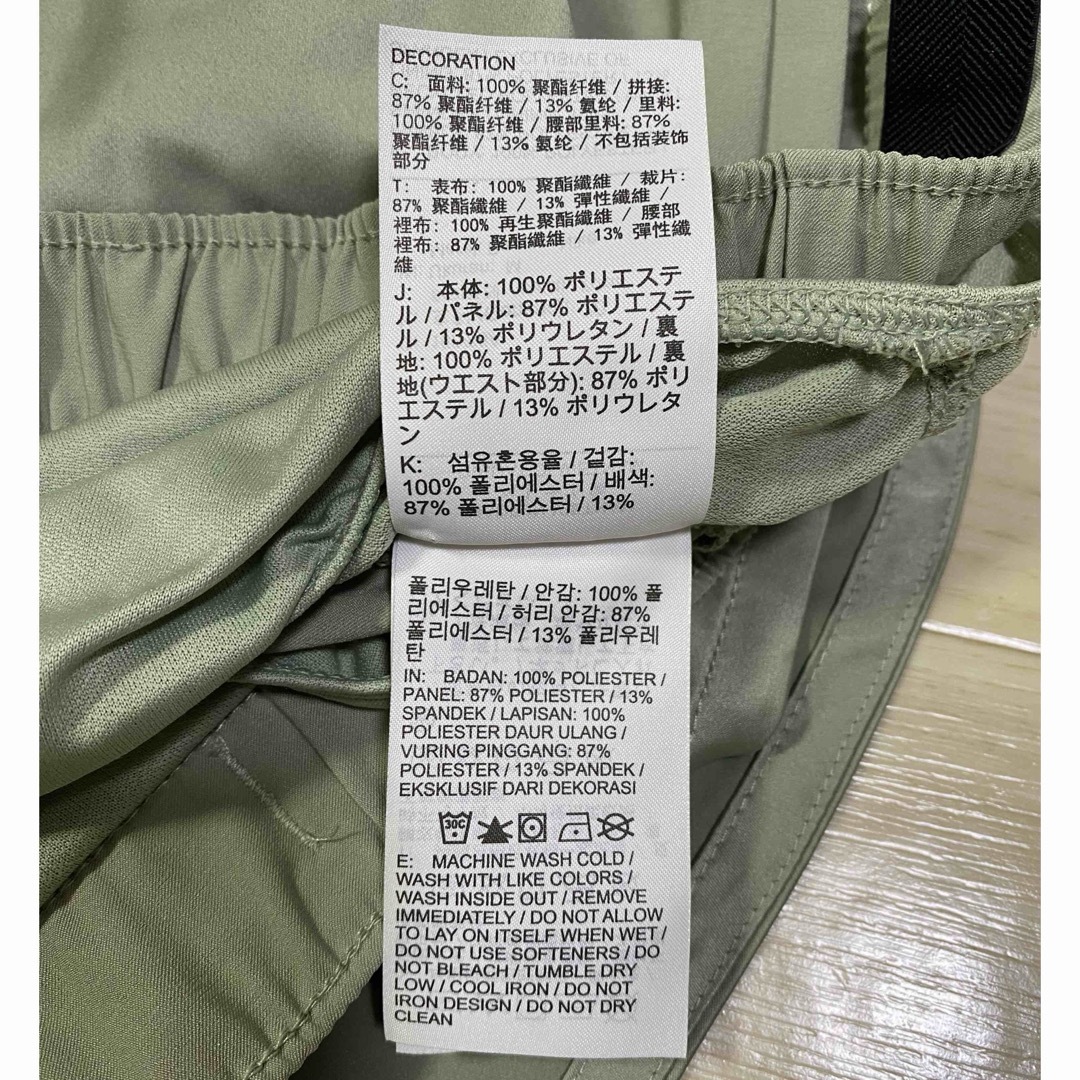 DECORATION
C: 面料: 100% 聚酯纤维 / 拼接:
87% 聚酯纤维 / 13% 氨纶 / 里料:
100% 聚酯纤维 / 腰部里料: 87%
聚酯纤维 / 13% 氨纶 / 不包括装饰
部分
T: 表布: 100% 聚酯纖維 / 裁片:
87% 聚酯纖維 / 13% 彈性纖維 /
裡布: 100% 再生聚酯纖維 / 腰部
裡布: 87% 聚酯纖維 / 13% 彈性纖
維
J: 本体: 100% ポリエステ
ル / パネル: 87% ポリエステ
ル / 13% ポリウレタン / 裏
地: 100% ポリエステル / 裏
地(ウエスト部分): 87% ポリ
エステル / 13% ポリウレタ
ン
K: 섬유혼용율 / 겉감:
100% 폴리에스터 / 배색:
87% 폴리에스터 / 13%
폴리우레탄 / 안감: 100% 폴
리에스터 / 허리 안감: 87%
폴리에스터 / 13% 폴리우레
탄
IN: BADAN: 100% POLIESTER /
PANEL: 87% POLIESTER / 13%
SPANDEK / LAPISAN: 100%
POLIESTER DAUR ULANG /
VURING PINGGANG: 87%
POLIESTER / 13% SPANDEK /
EKSKLUSIF DARI DEKORASI
30C
E: MACHINE WASH COLD /
WASH WITH LIKE COLORS /
WASH INSIDE OUT / REMOVE
IMMEDIATELY / DO NOT ALLOW
TO LAY ON ITSELF WHEN WET /
DO NOT USE SOFTENERS / DO
NOT BLEACH / TUMBLE DRY
LOW / COOL IRON / DO NOT
IRON DESIGN / DO NOT DRY
CLEAN